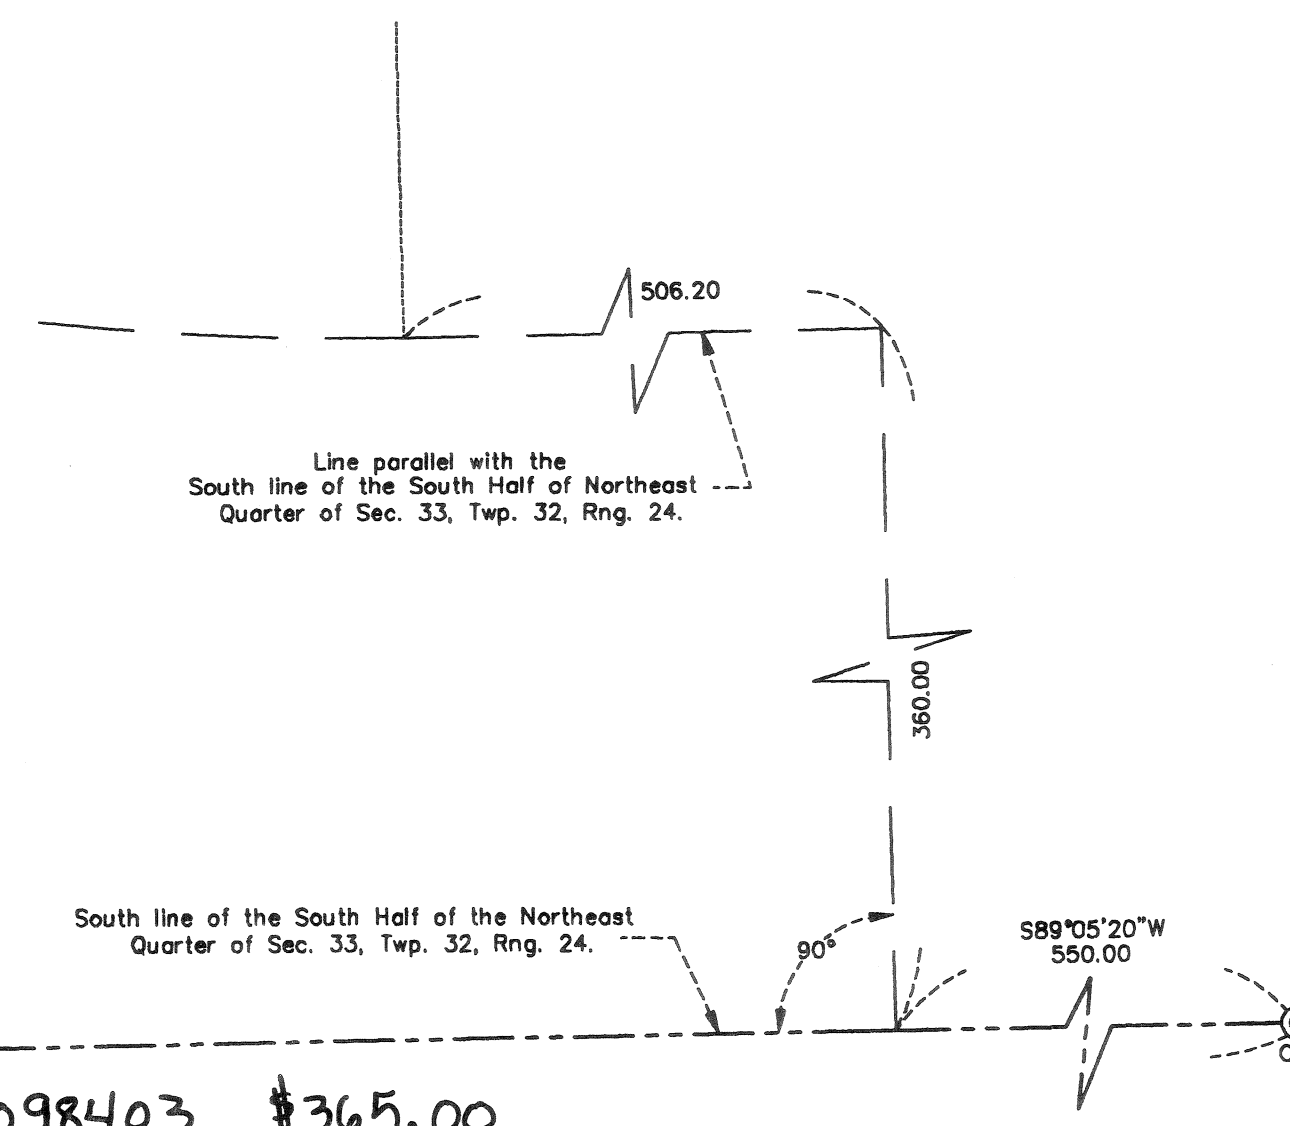 506.20
Line parallel with the
South line of the South Half of Northeast
Quarter of Sec. 33, Twp. 32, Rng. 24.
360.00
South line of the South Half of the Northeast
Quarter of Sec. 33, Twp. 32, Rng. 24.
90°
S89°05'20"W
550.00
98403 $365.00